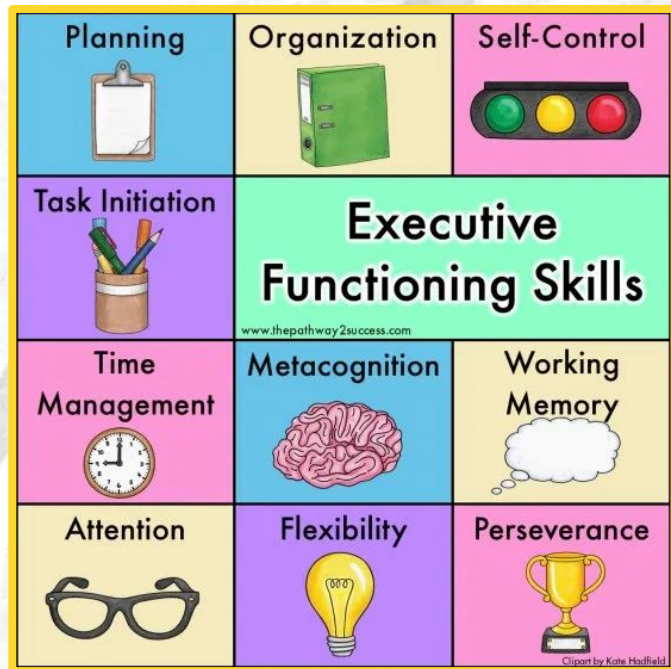 Planning
Organization
Self-Control
Task Initiation
Executive
Functioning Skills
www.thepathway2success.com
Time
Management
Metacognition
Working
Memory
Attention
Flexibility
Perseverance
Clipart by Kate Hadfield